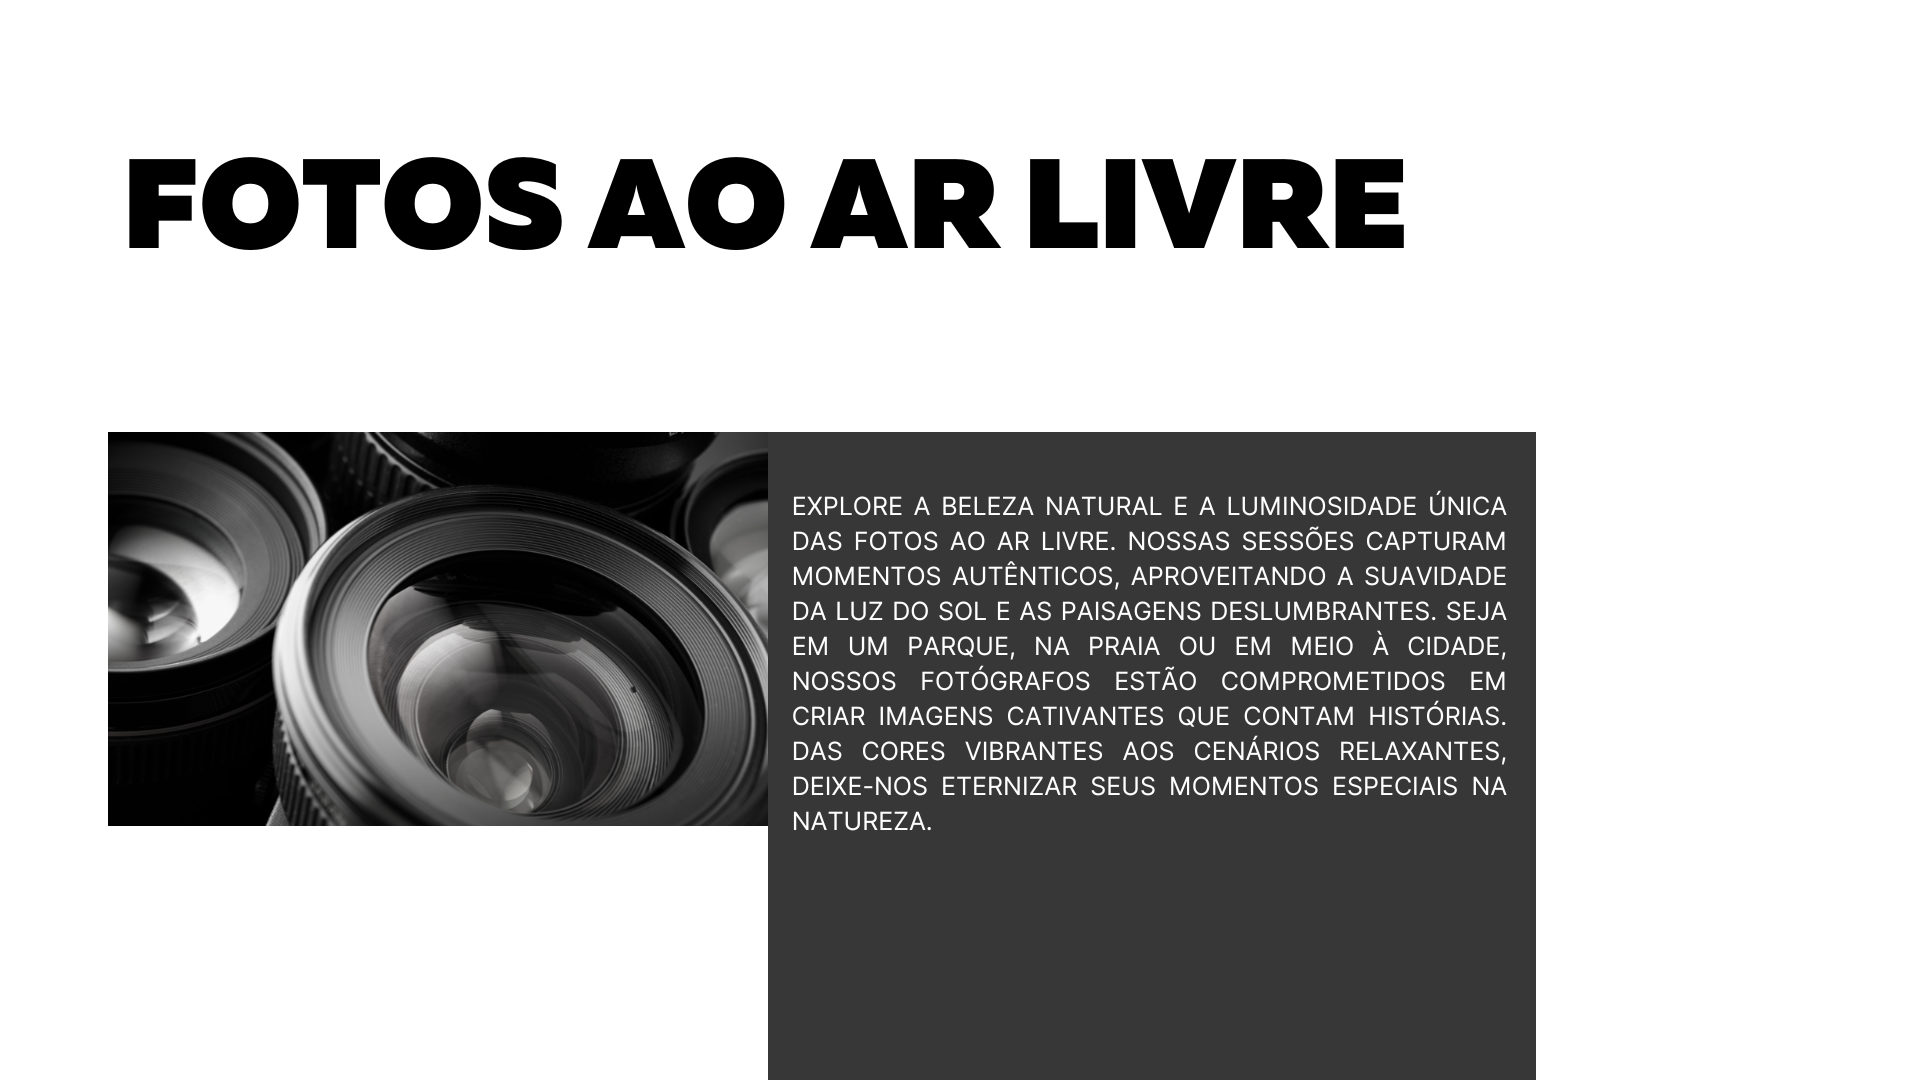 FOTOS AO AR LIVRE
EXPLORE A BELEZA NATURAL E A LUMINOSIDADE ÚNICA
DAS FOTOS AO AR LIVRE. NOSSAS SESSÕES CAPTURAM
MOMENTOS AUTÊNTICOS, APROVEITANDO A SUAVIDADE
DA LUZ DO SOL E AS PAISAGENS DESLUMBRANTES. SEJA
EM UM PARQUE, NA PRAIA OU EM MEIO À CIDADE,
NOSSOS FOTÓGRAFOS ESTÃO COMPROMETIDOS EM
CRIAR IMAGENS CATIVANTES QUE CONTAM HISTÓRIAS.
DAS CORES VIBRANTES AOS CENÁRIOS RELAXANTES,
DEIXE-NOS ETERNIZAR SEUS MOMENTOS ESPECIAIS NA
NATUREZA.